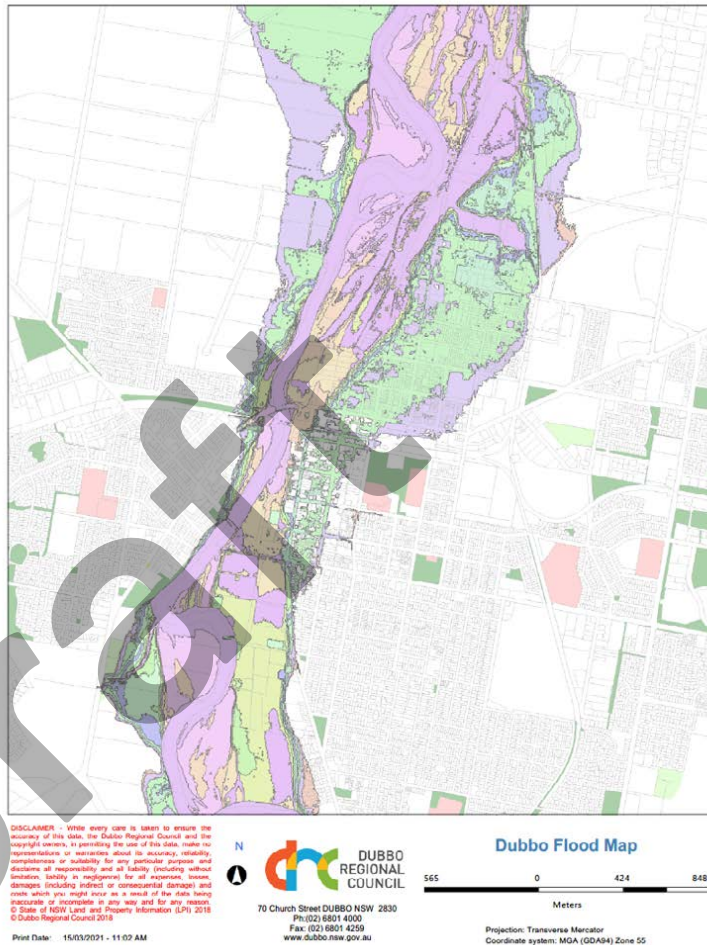 Draft
DISCLAIMER - While every care is taken to ensure the
accuracy of this data, the Dubbo Regional Council and the
copyright owners, in permitting the use of this data, make no
representations or warranties about its accuracy, reliability,
completeness or suitability for any particular purpose and
disclaims all responsibility and all liability (including without
limitation, liability in negligence) for all expenses, losses,
damages (including indirect or consequential damage) and
costs which you might incur as a result of the data being
inaccurate or incomplete in any way and for any reason.
© State of NSW Land and Property Information (LPI) 2018
© Dubbo Regional Council 2018
Print Date: 15/03/2021 - 11:02 AM
N
drc DUBBO
REGIONAL
COUNCIL
70 Church Street DUBBO NSW 2830
Ph:(02) 6801 4000
Fax: (02) 6801 4259
www.dubbo.nsw.gov.au
Dubbo Flood Map
565 0 424 848
Meters
Projection: Transverse Mercator
Coordinate system: MGA (GDA94) Zone 55